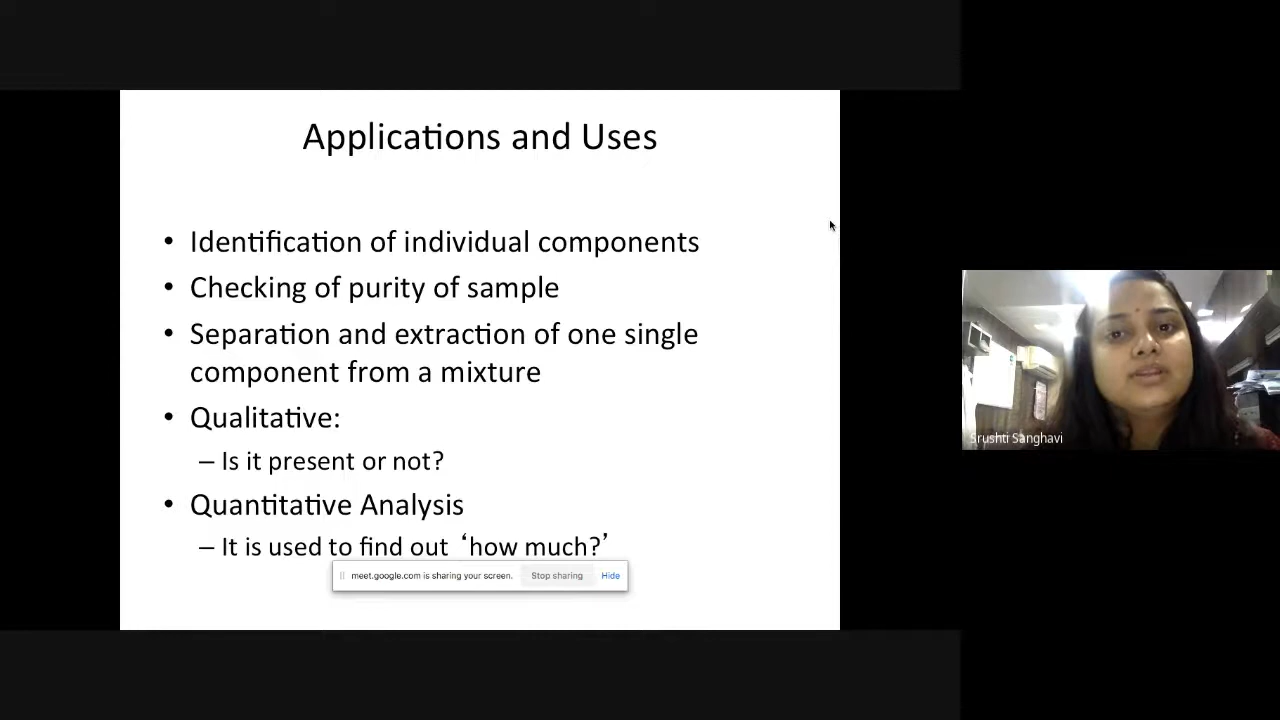 Applications and Uses
• Identification of individual components
• Checking of purity of sample
• Separation and extraction of one single
component from a mixture
• Qualitative:
– Is it present or not?
• Quantitative Analysis
– It is used to find out ‘how much?’
meet.google.com is sharing your screen. Stop sharing Hide
Srushti Sanghavi